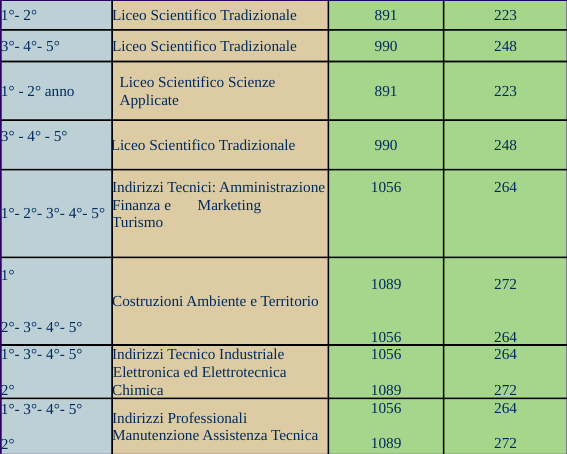 1°- 2° Liceo Scientifico Tradizionale 891 223
3°- 4°- 5° Liceo Scientifico Tradizionale 990 248
1° - 2° anno Liceo Scientifico Scienze
Applicate 891 223
3° - 4° - 5°
Liceo Scientifico Tradizionale 990 248
1°- 2°- 3°- 4°- 5° Indirizzi Tecnici: Amministrazione 1056 264
Finanza e Marketing
Turismo
1°
1089 272
Costruzioni Ambiente e Territorio
2°- 3°- 4°- 5° 1056 264
1°- 3°- 4°- 5° Indirizzi Tecnico Industriale 1056 264
Elettronica ed Elettrotecnica
2° Chimica 1089 272
1°- 3°- 4°- 5° 1056 264
Indirizzi Professionali
Manutenzione Assistenza Tecnica
2° 1089 272